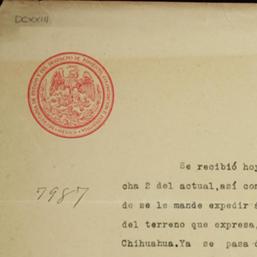 DCXXIII
7987
Se recibió hoy
cha 2 del actual, así com
de se le mande expedir á
del terreno que expresa,
Chihuahua. Ya se pasa